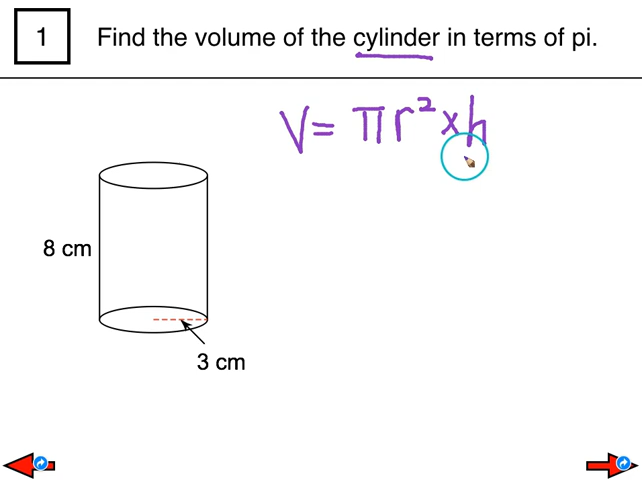 1
Find the volume of the cylinder in terms of pi.
V = πr² × h
8 cm
3 cm